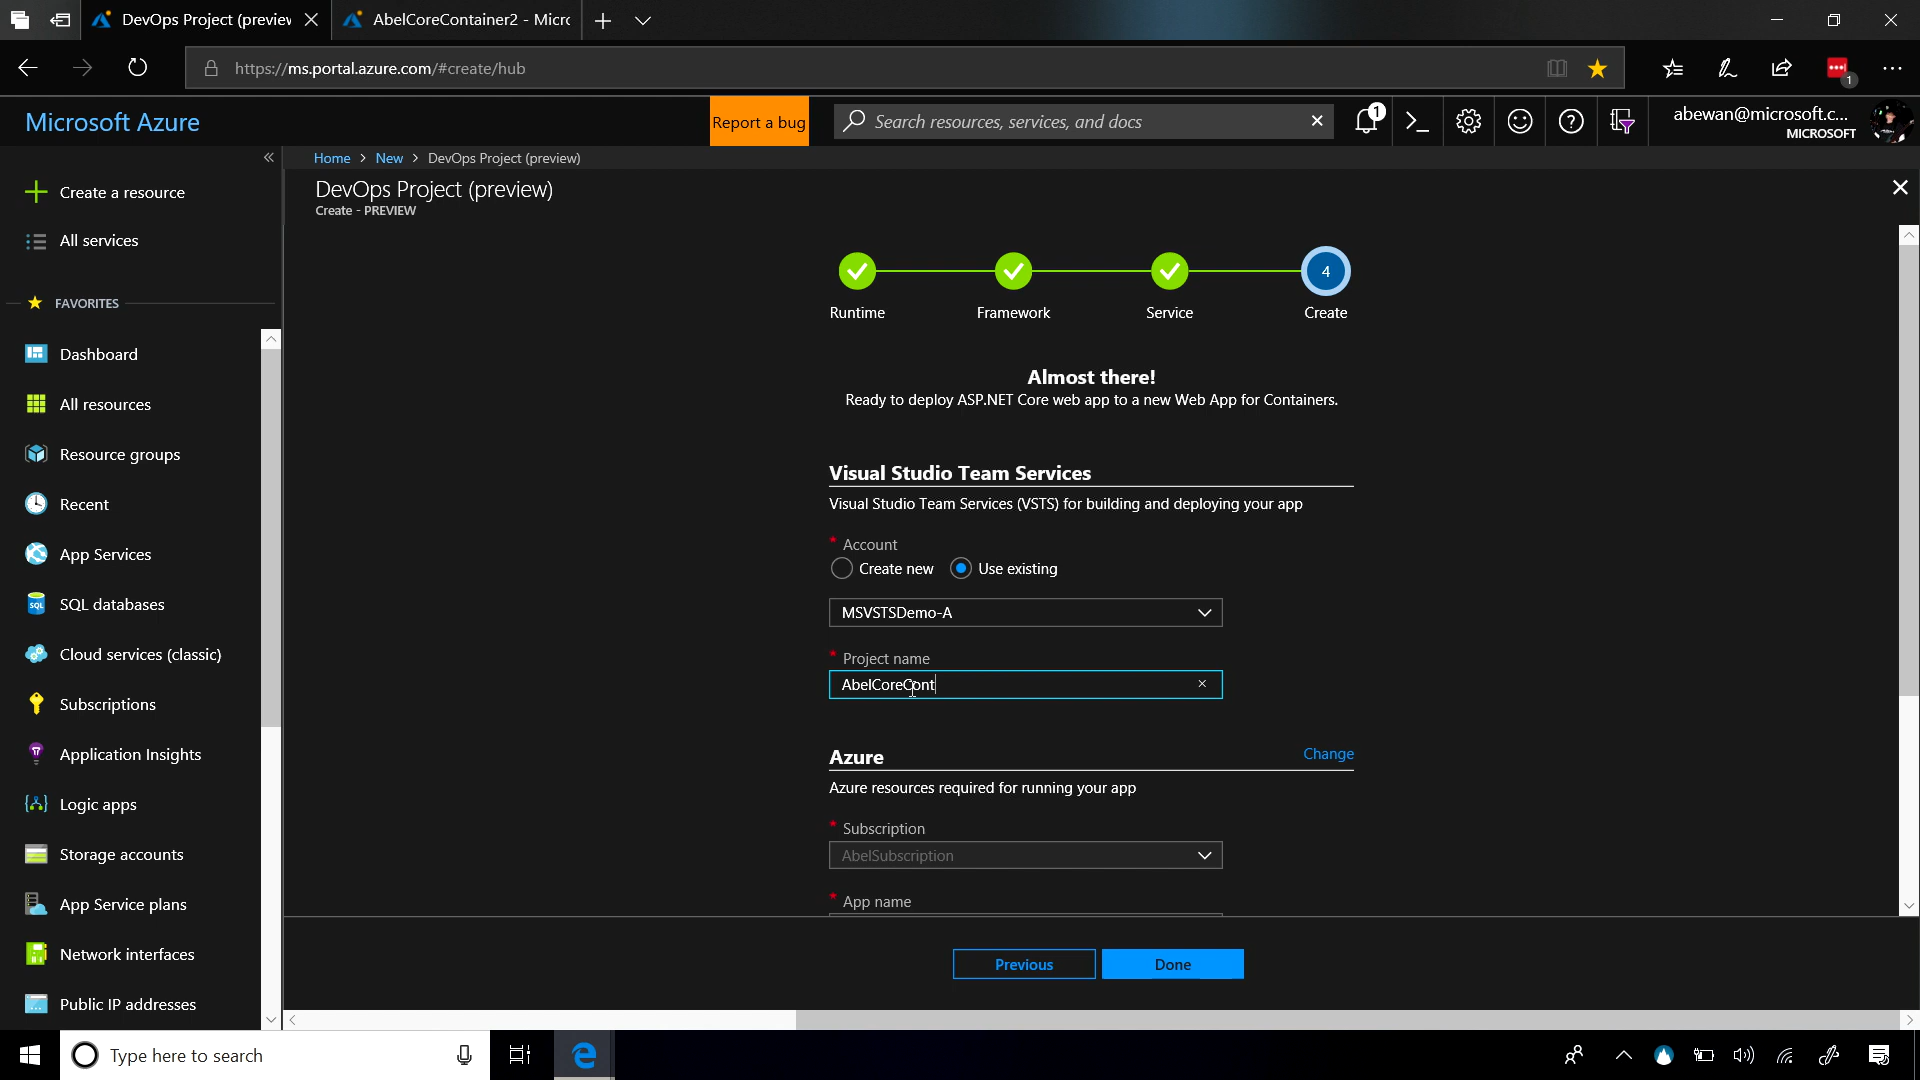 DevOps Project (preview
AbelCoreContainer2 - Micro
https://ms.portal.azure.com/#create/hub
1
Microsoft Azure
Report a bug
Search resources, services, and docs
1
abewan@microsoft.c...
MICROSOFT
Home > New > DevOps Project (preview)
DevOps Project (preview)
Create - PREVIEW
Create a resource
All services
FAVORITES
Dashboard
All resources
Resource groups
Recent
App Services
SQL databases
Cloud services (classic)
Subscriptions
Application Insights
Logic apps
Storage accounts
App Service plans
Network interfaces
Public IP addresses
4
Runtime
Framework
Service
Create
Almost there!
Ready to deploy ASP.NET Core web app to a new Web App for Containers.
Visual Studio Team Services
Visual Studio Team Services (VSTS) for building and deploying your app
* Account
Create new
Use existing
MSVSTSDemo-A
* Project name
AbelCoreCont
Azure
Change
Azure resources required for running your app
* Subscription
AbelSubscription
* App name
Previous
Done
Type here to search